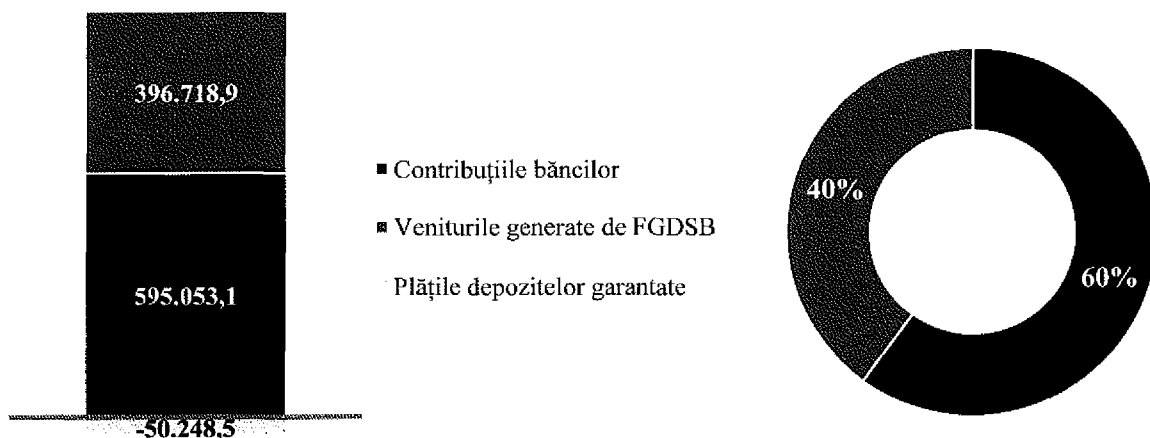 396.718,9
595.053,1
-50.248,5
Contribuțiile băncilor
Veniturile generate de FGDSB
Plățile depozitelor garantate
40%
60%